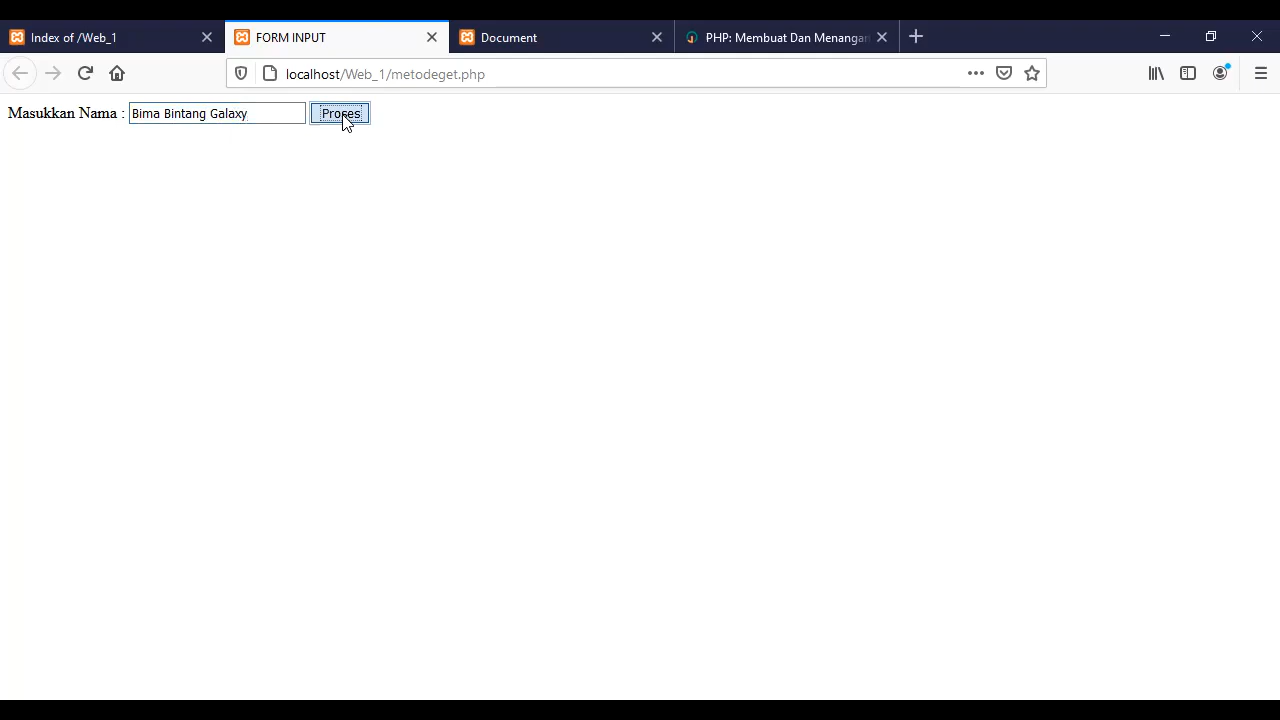 Index of /Web_1
FORM INPUT
Document
PHP: Membuat Dan Menangan
localhost/Web_1/metodeget.php
Masukkan Nama : Bima Bintang Galaxy Proses